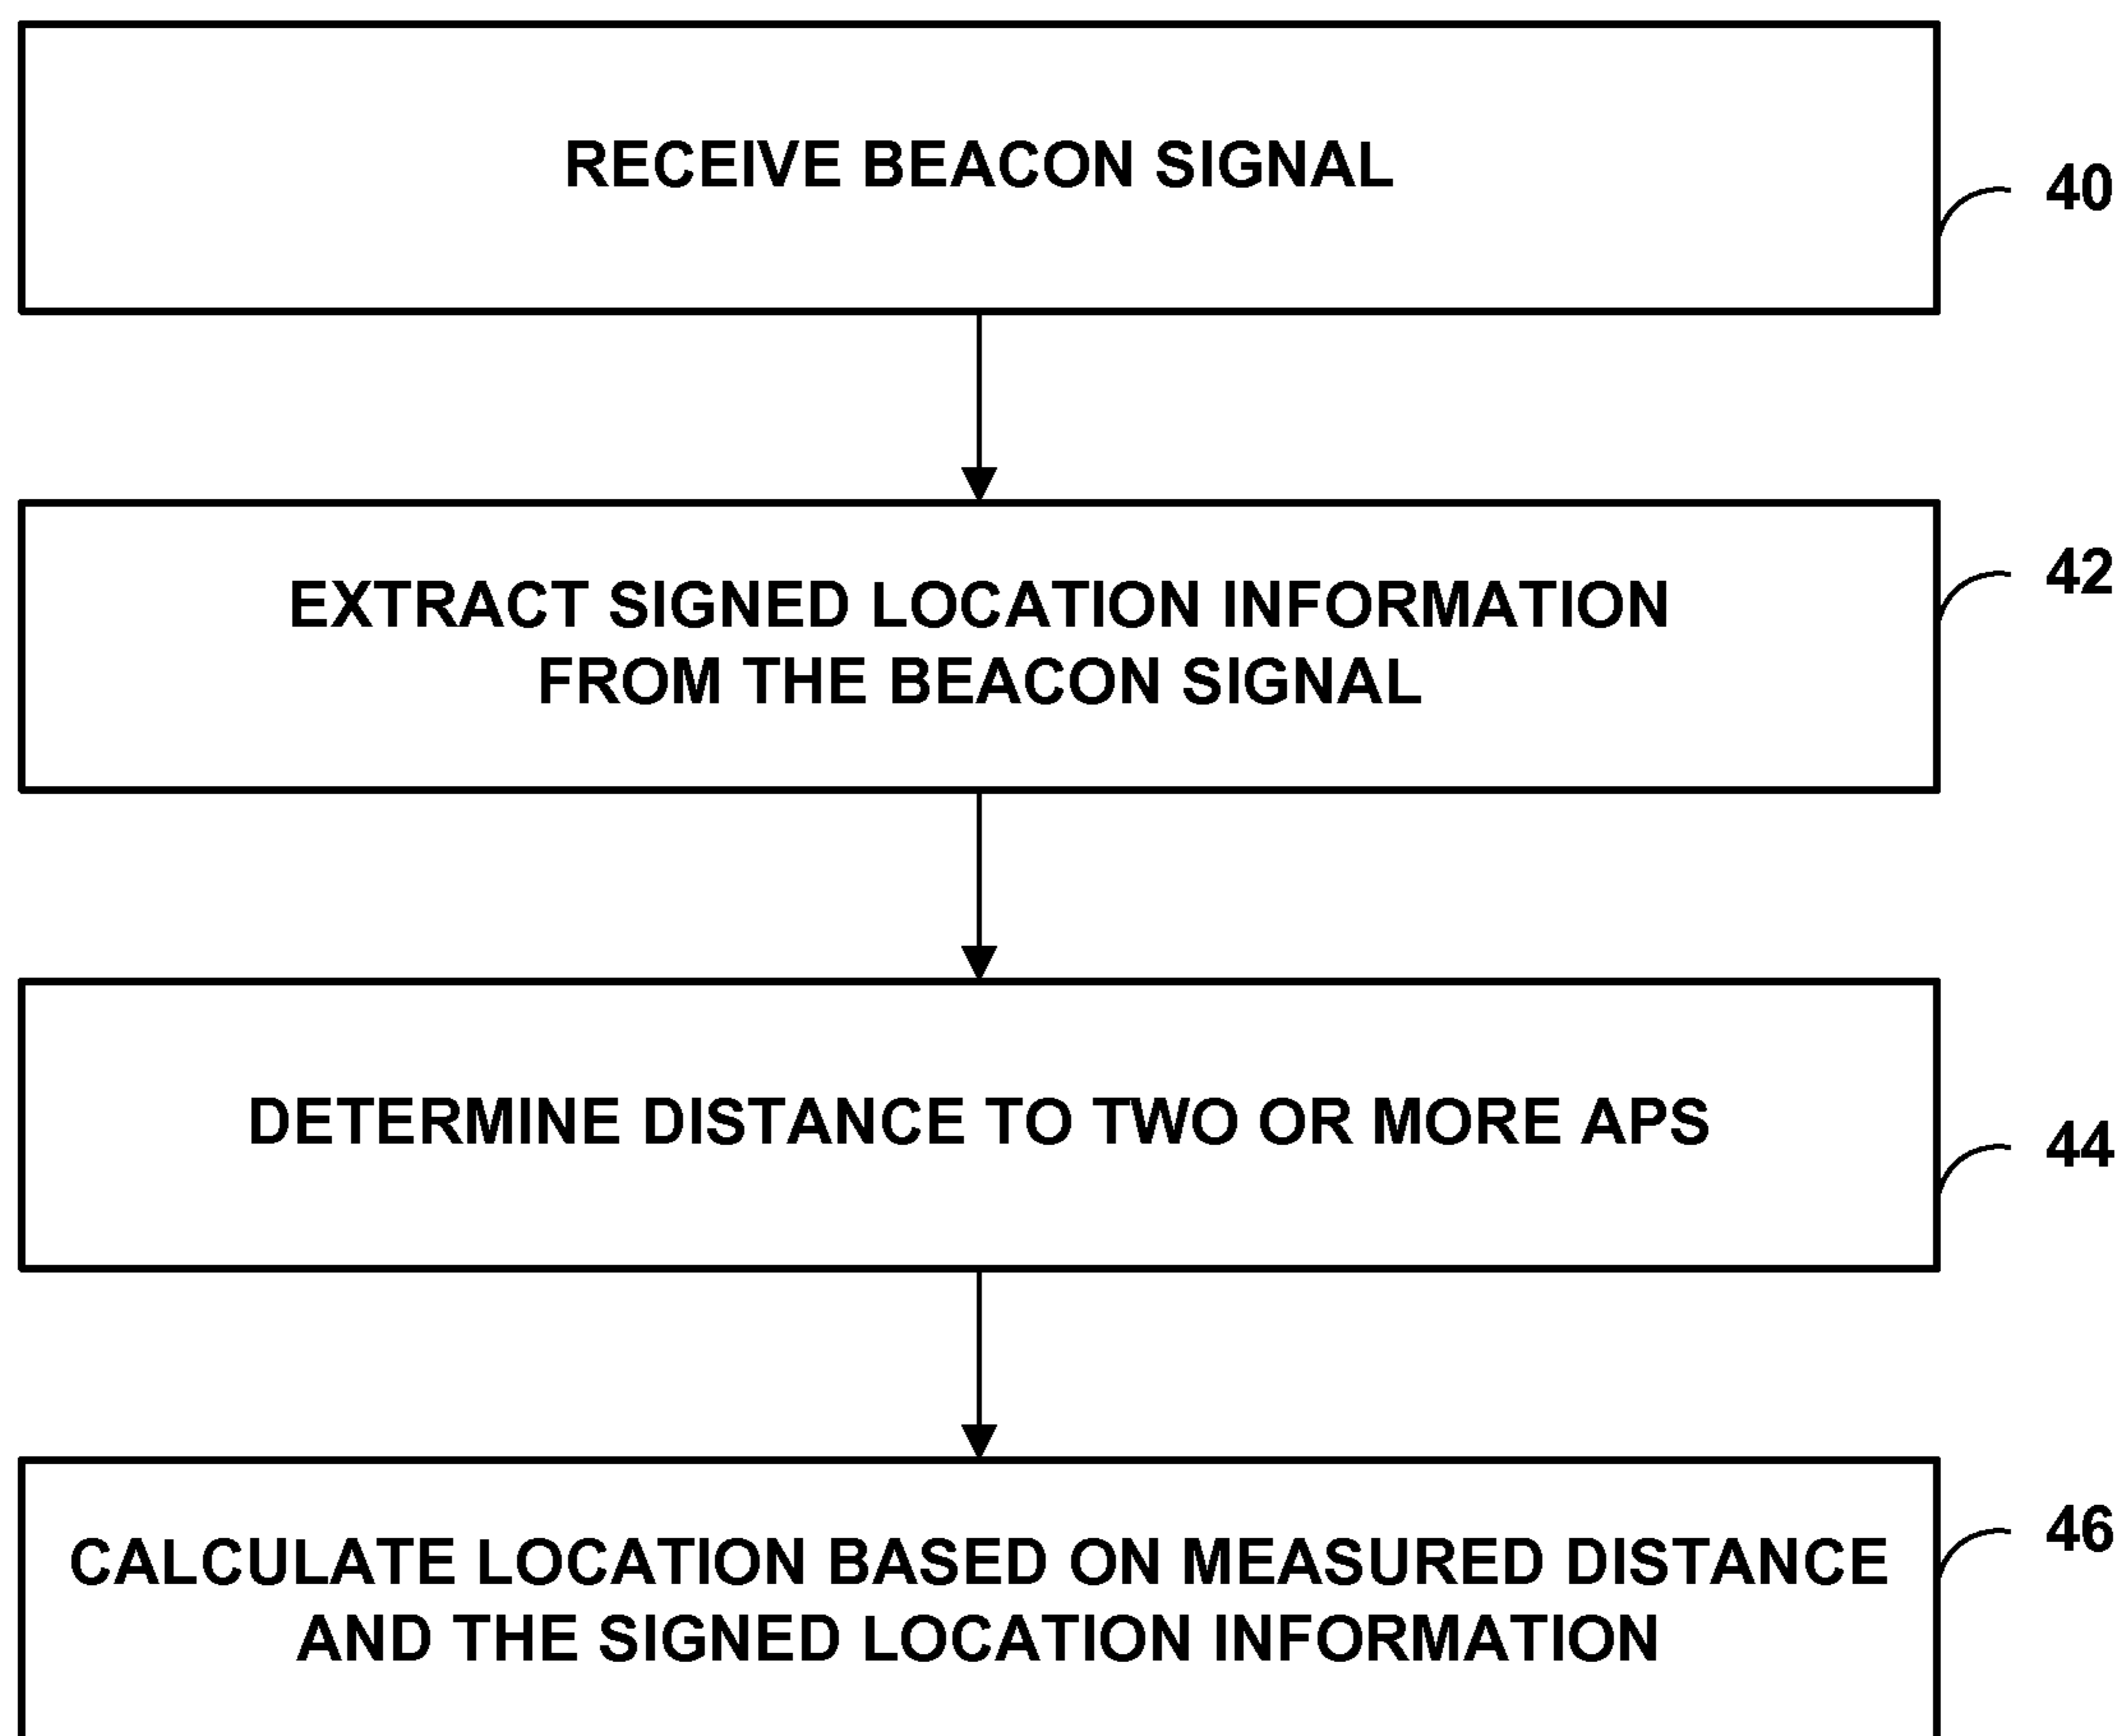 RECEIVE BEACON SIGNAL
40
EXTRACT SIGNED LOCATION INFORMATION
FROM THE BEACON SIGNAL
42
DETERMINE DISTANCE TO TWO OR MORE APS
44
CALCULATE LOCATION BASED ON MEASURED DISTANCE
AND THE SIGNED LOCATION INFORMATION
46